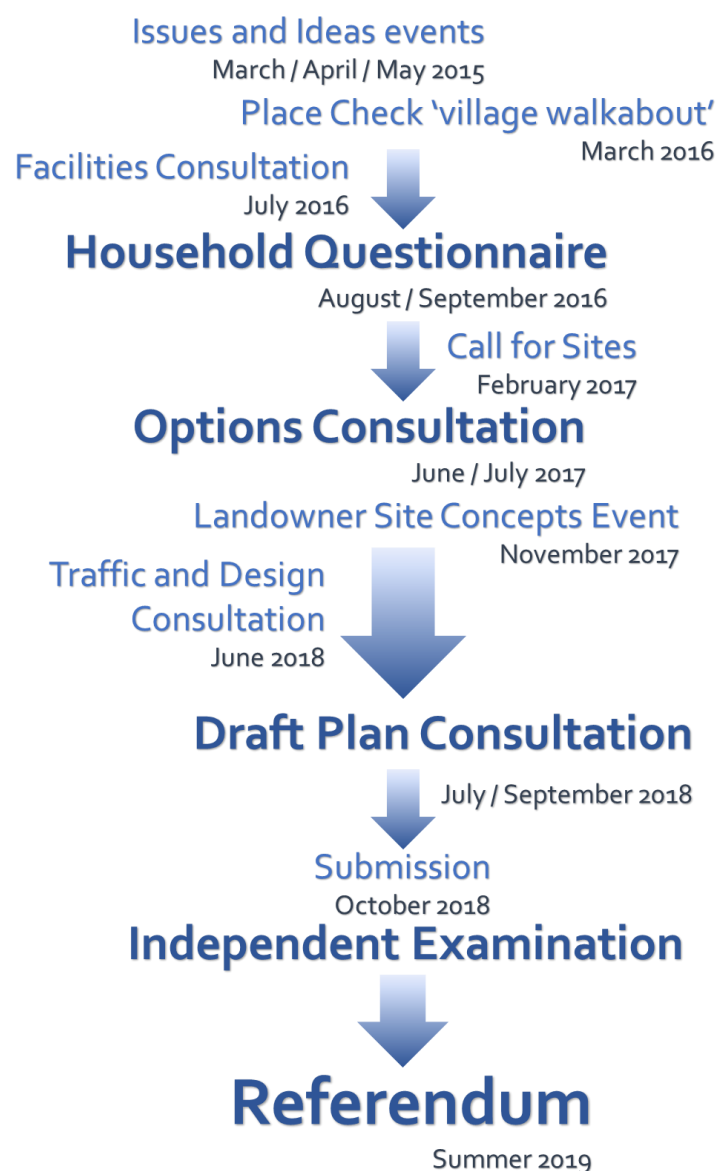 Issues and Ideas events
March / April / May 2015
Place Check ‘village walkabout’
March 2016
Facilities Consultation
July 2016
Household Questionnaire
August / September 2016
Call for Sites
February 2017
Options Consultation
June / July 2017
Landowner Site Concepts Event
November 2017
Traffic and Design
Consultation
June 2018
Draft Plan Consultation
July / September 2018
Submission
October 2018
Independent Examination
Referendum
Summer 2019